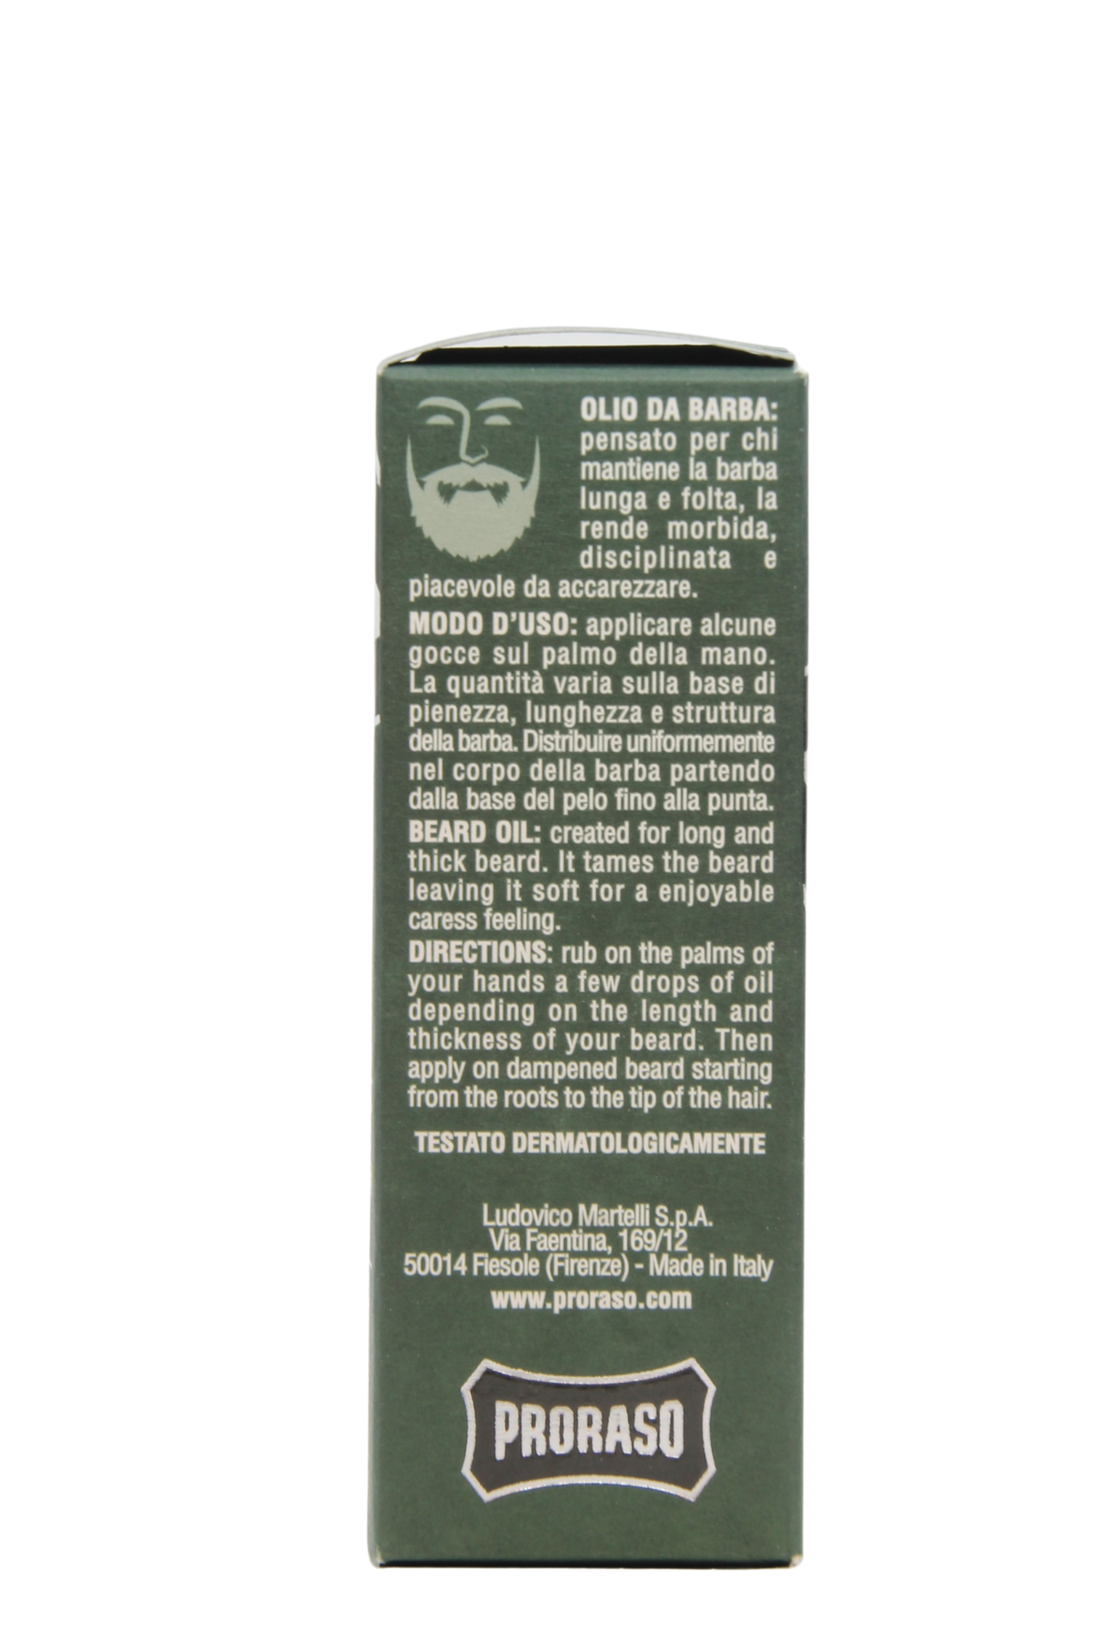 OLIO DA BARBA:
pensato per chi
mantiene la barba
lunga e folta, la
rende morbida,
disciplinata e
piacevole da accarezzare.
MODO D'USO: applicare alcune
gocce sul palmo della mano.
La quantità varia sulla base di
pienezza, lunghezza e struttura
della barba. Distribuire uniformemente
nel corpo della barba partendo
dalla base del pelo fino alla punta.
BEARD OIL: created for long and
thick beard. It tames the beard
leaving it soft for a enjoyable
caress feeling.
DIRECTIONS: rub on the palms of
your hands a few drops of oil
depending on the length and
thickness of your beard. Then
apply on dampened beard starting
from the roots to the tip of the hair.
TESTATO DERMATOLOGICAMENTE
Ludovico Martelli S.p.A.
Via Faentina, 169/12
50014 Fiesole (Firenze) - Made in Italy
www.proraso.com
PRORASO